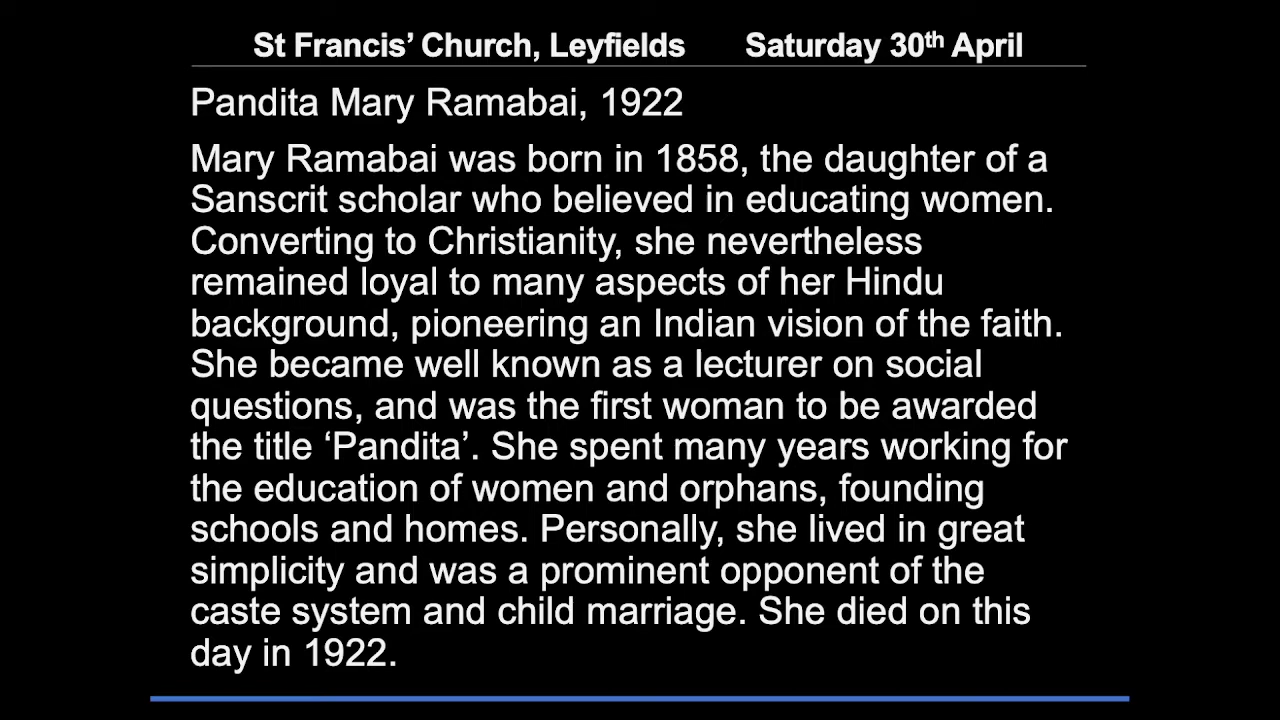 St Francis’ Church, Leyfields Saturday 30th April
Pandita Mary Ramabai, 1922
Mary Ramabai was born in 1858, the daughter of a
Sanscrit scholar who believed in educating women.
Converting to Christianity, she nevertheless
remained loyal to many aspects of her Hindu
background, pioneering an Indian vision of the faith.
She became well known as a lecturer on social
questions, and was the first woman to be awarded
the title ‘Pandita’. She spent many years working for
the education of women and orphans, founding
schools and homes. Personally, she lived in great
simplicity and was a prominent opponent of the
caste system and child marriage. She died on this
day in 1922.